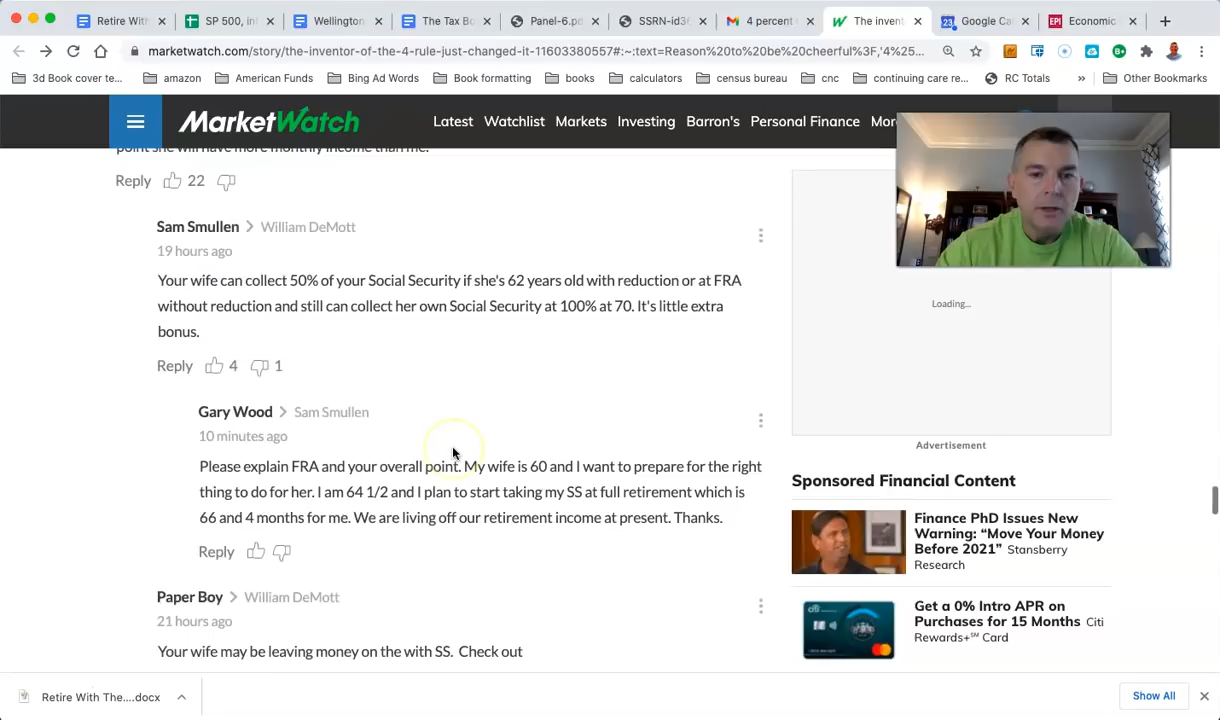 Retire With
SP 500, in
Wellington
The Tax Bo
Panel-6.pd
SSRN-id36
4 percent
The invent
Google Ca
Economic
marketwatch.com/story/the-inventor-of-the-4-rule-just-changed-it-11603380557#:~:text=Reason%20to%20be%20cheerful%3F,'4%25...
3d Book cover te...
amazon
American Funds
Bing Ad Words
Book formatting
books
calculators
census bureau
cnc
continuing care re...
RC Totals
»
Other Bookmarks
MarketWatch
Latest Watchlist Markets Investing Barron's Personal Finance
point she will have more monthly income than me.
Reply 22
Sam Smullen > William DeMott
19 hours ago
Your wife can collect 50% of your Social Security if she's 62 years old with reduction or at FRA
without reduction and still can collect her own Social Security at 100% at 70. It's little extra
bonus.
Reply 4 1
Gary Wood > Sam Smullen
10 minutes ago
Please explain FRA and your overall point. My wife is 60 and I want to prepare for the right
thing to do for her. I am 64 1/2 and I plan to start taking my SS at full retirement which is
66 and 4 months for me. We are living off our retirement income at present. Thanks.
Reply
Paper Boy > William DeMott
21 hours ago
Your wife may be leaving money on the with SS. Check out
Loading...
Advertisement
Sponsored Financial Content
Finance PhD Issues New
Warning: “Move Your Money
Before 2021” Stansberry
Research
citi
Get a 0% Intro APR on
Purchases for 15 Months Citi
Rewards+℠ Card
Retire With The....docx
Show All